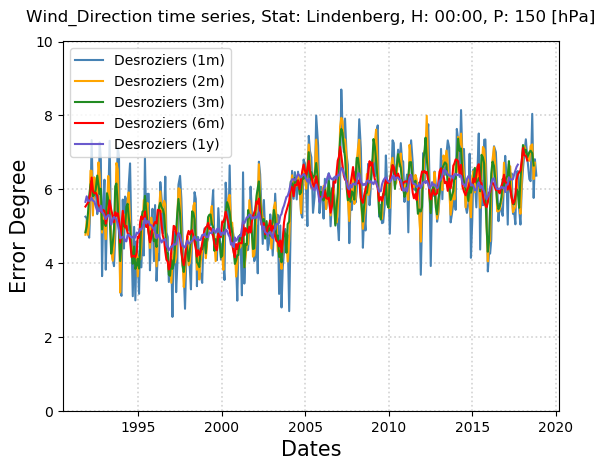 Wind_Direction time series, Stat: Lindenberg, H: 00:00, P: 150 [hPa]
10
8
6
4
2
0
Error Degree
Desroziers (1m)
Desroziers (2m)
Desroziers (3m)
Desroziers (6m)
Desroziers (1y)
1995
2000
2005
2010
2015
2020
Dates